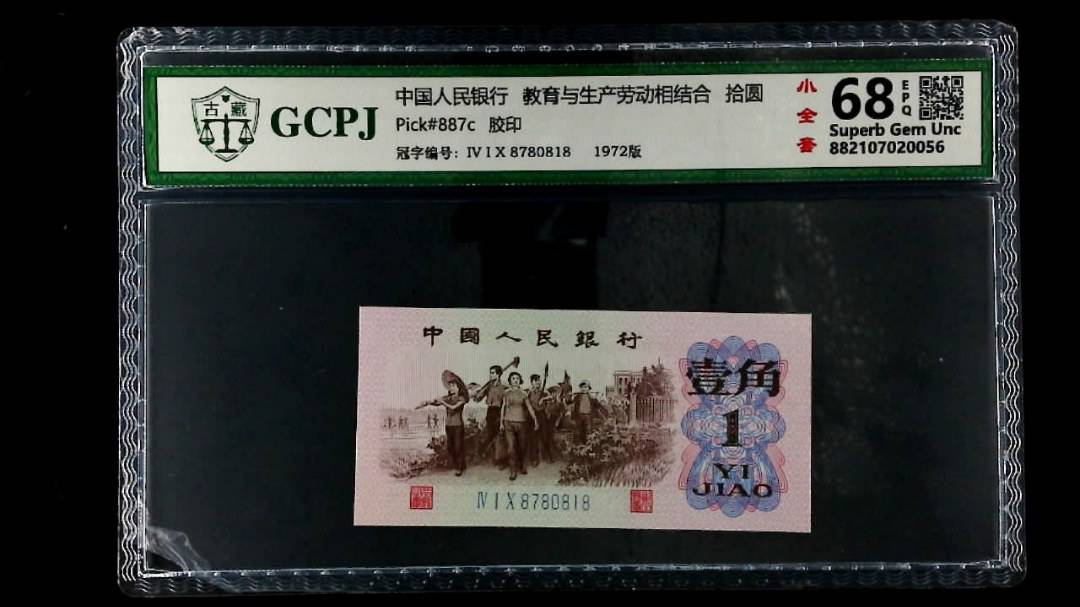 古藏
GCPJ
中国人民银行 教育与生产劳动相结合 拾圆
Pick#887c 胶印
冠字编号: IV I X 8780818 1972版
小全套
68
EPQ
Superb Gem Unc
882107020056
中國人民銀行
壹角
1
YI
JIAO
IV I X 8780818